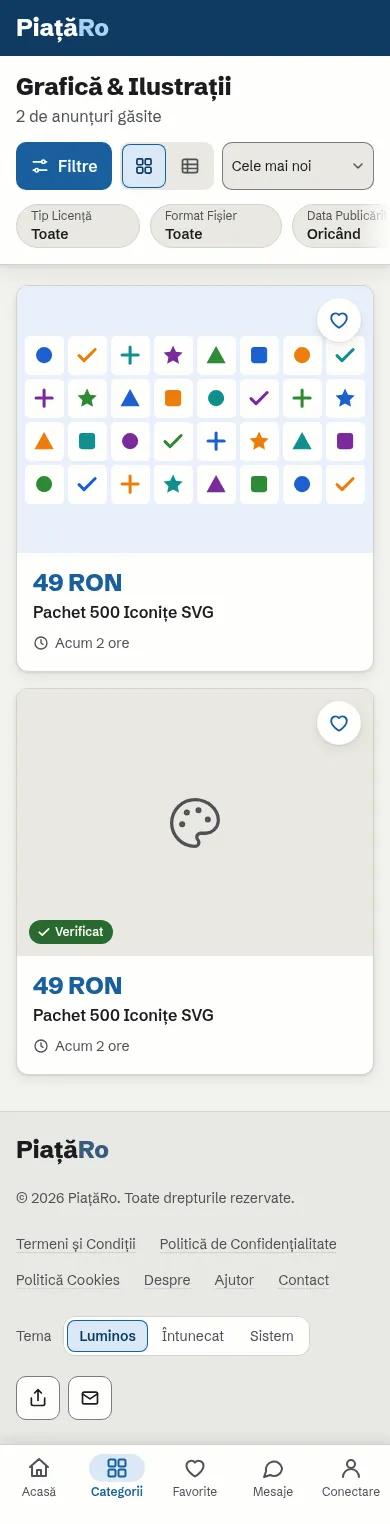 PiațăRo
Grafică & Ilustrații
2 de anunțuri găsite
Filtre
Cele mai noi
Tip Licență
Toate
Format Fișier
Toate
Data Publicării
Oricând
49 RON
Pachet 500 Iconițe SVG
Acum 2 ore
Verificat
49 RON
Pachet 500 Iconițe SVG
Acum 2 ore
PiațăRo
© 2026 PiațăRo. Toate drepturile rezervate.
Termeni și Condiții Politică de Confidențialitate
Politică Cookies Despre Ajutor Contact
Tema Luminos Întunecat Sistem
Acasă Categorii Favorite Mesaje Conectare